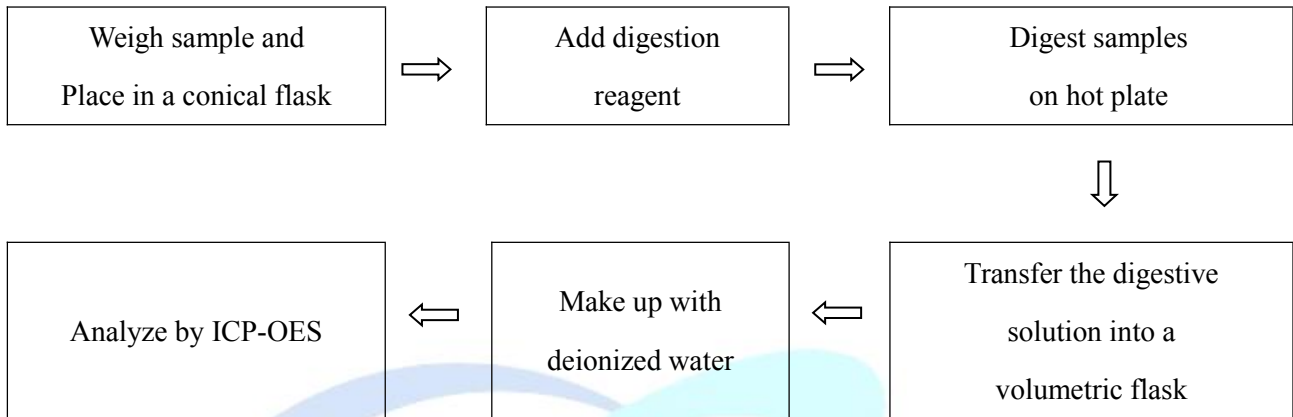 Weigh sample and
Place in a conical flask
Add digestion
reagent
Digest samples
on hot plate
Transfer the digestive
solution into a
volumetric flask
Make up with
deionized water
Analyze by ICP-OES